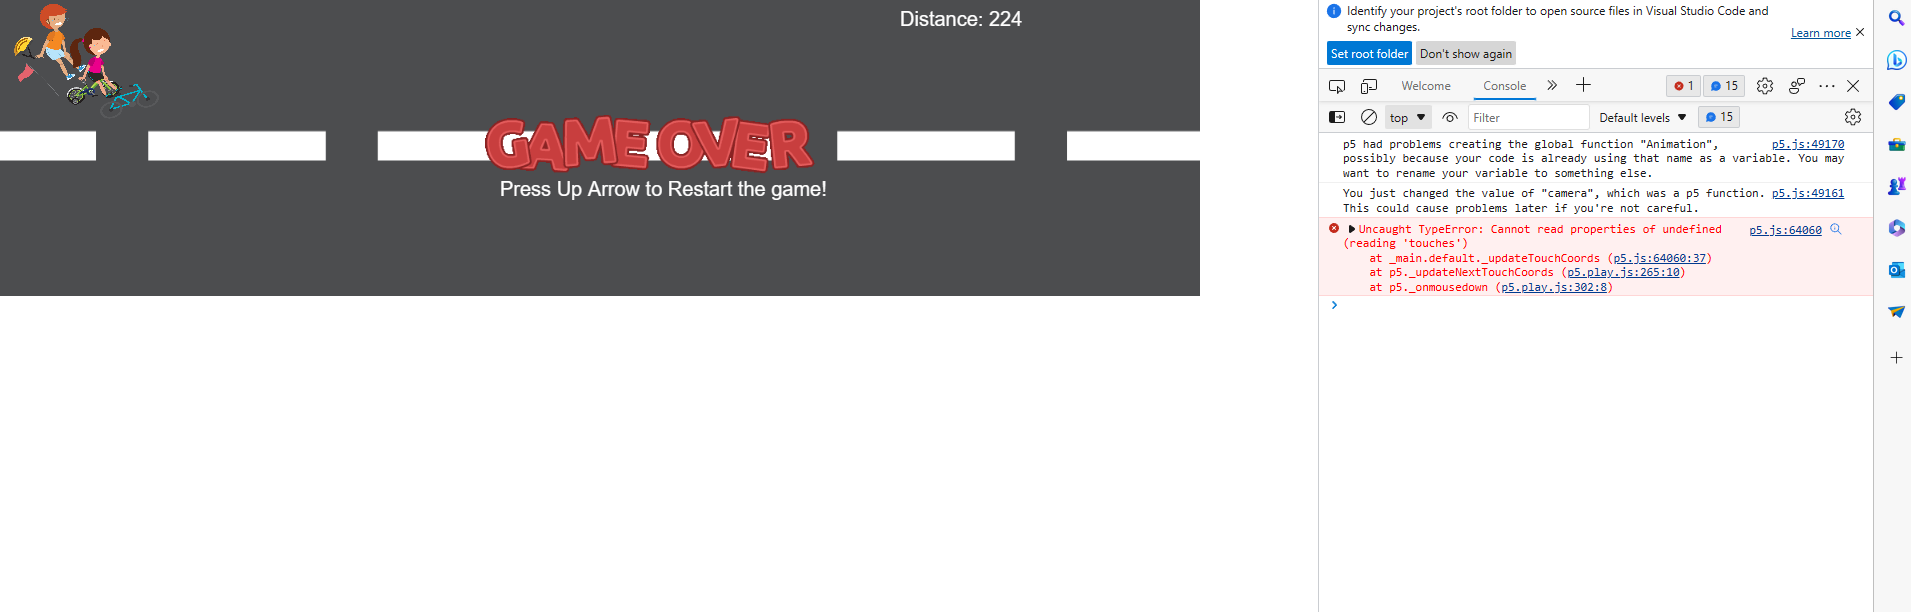 Distance: 224
GAME OVER
Press Up Arrow to Restart the game!
Identify your project's root folder to open source files in Visual Studio Code and
sync changes.
Learn more
Set root folder Don't show again
Welcome Console 1 15
top Filter Default levels 15
p5 had problems creating the global function "Animation", p5.js:49170
possibly because your code is already using that name as a variable. You may
want to rename your variable to something else.
You just changed the value of "camera", which was a p5 function. p5.js:49161
This could cause problems later if you're not careful.
Uncaught TypeError: Cannot read properties of undefined p5.js:64060
(reading 'touches')
at _main.default._updateTouchCoords (p5.js:64060:37)
at p5._updateNextTouchCoords (p5.play.js:265:10)
at p5._onmousedown (p5.play.js:302:8)